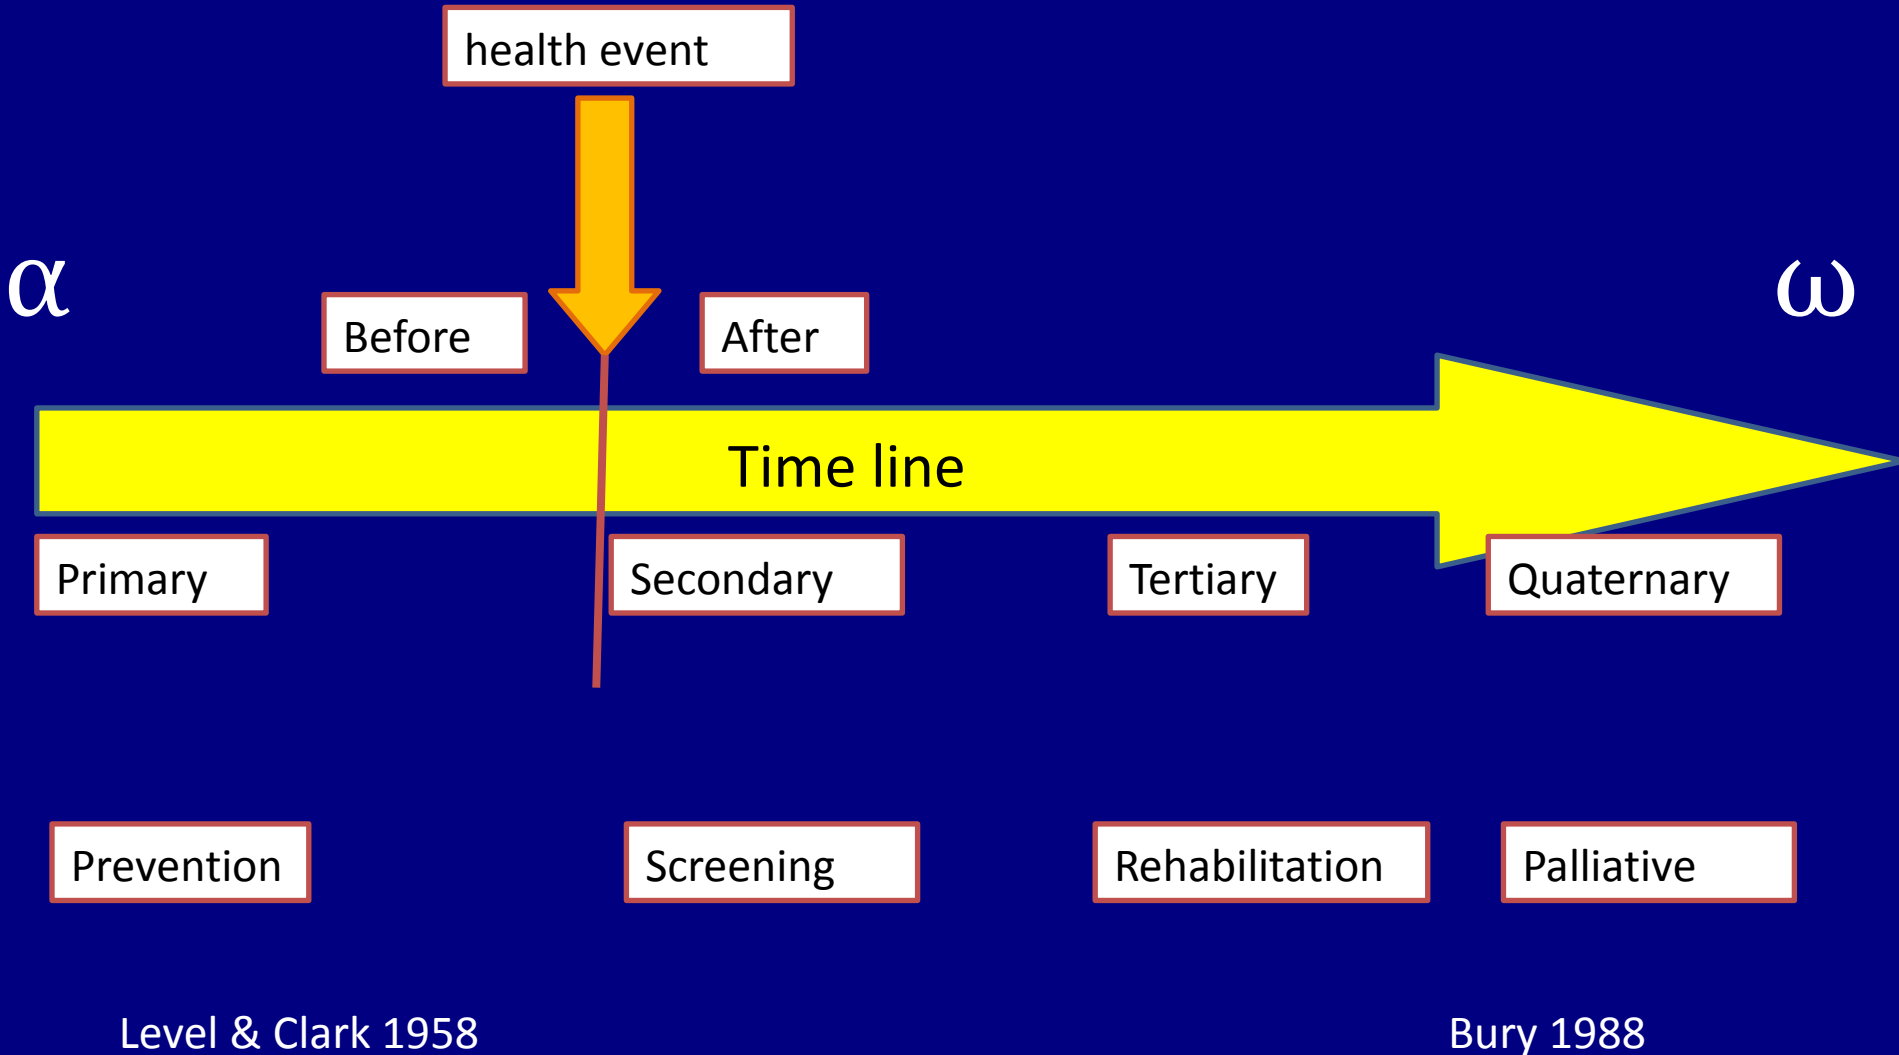 health event
α
ω
Before
After
Time line
Primary
Secondary
Tertiary
Quaternary
Prevention
Screening
Rehabilitation
Palliative
Level & Clark 1958
Bury 1988